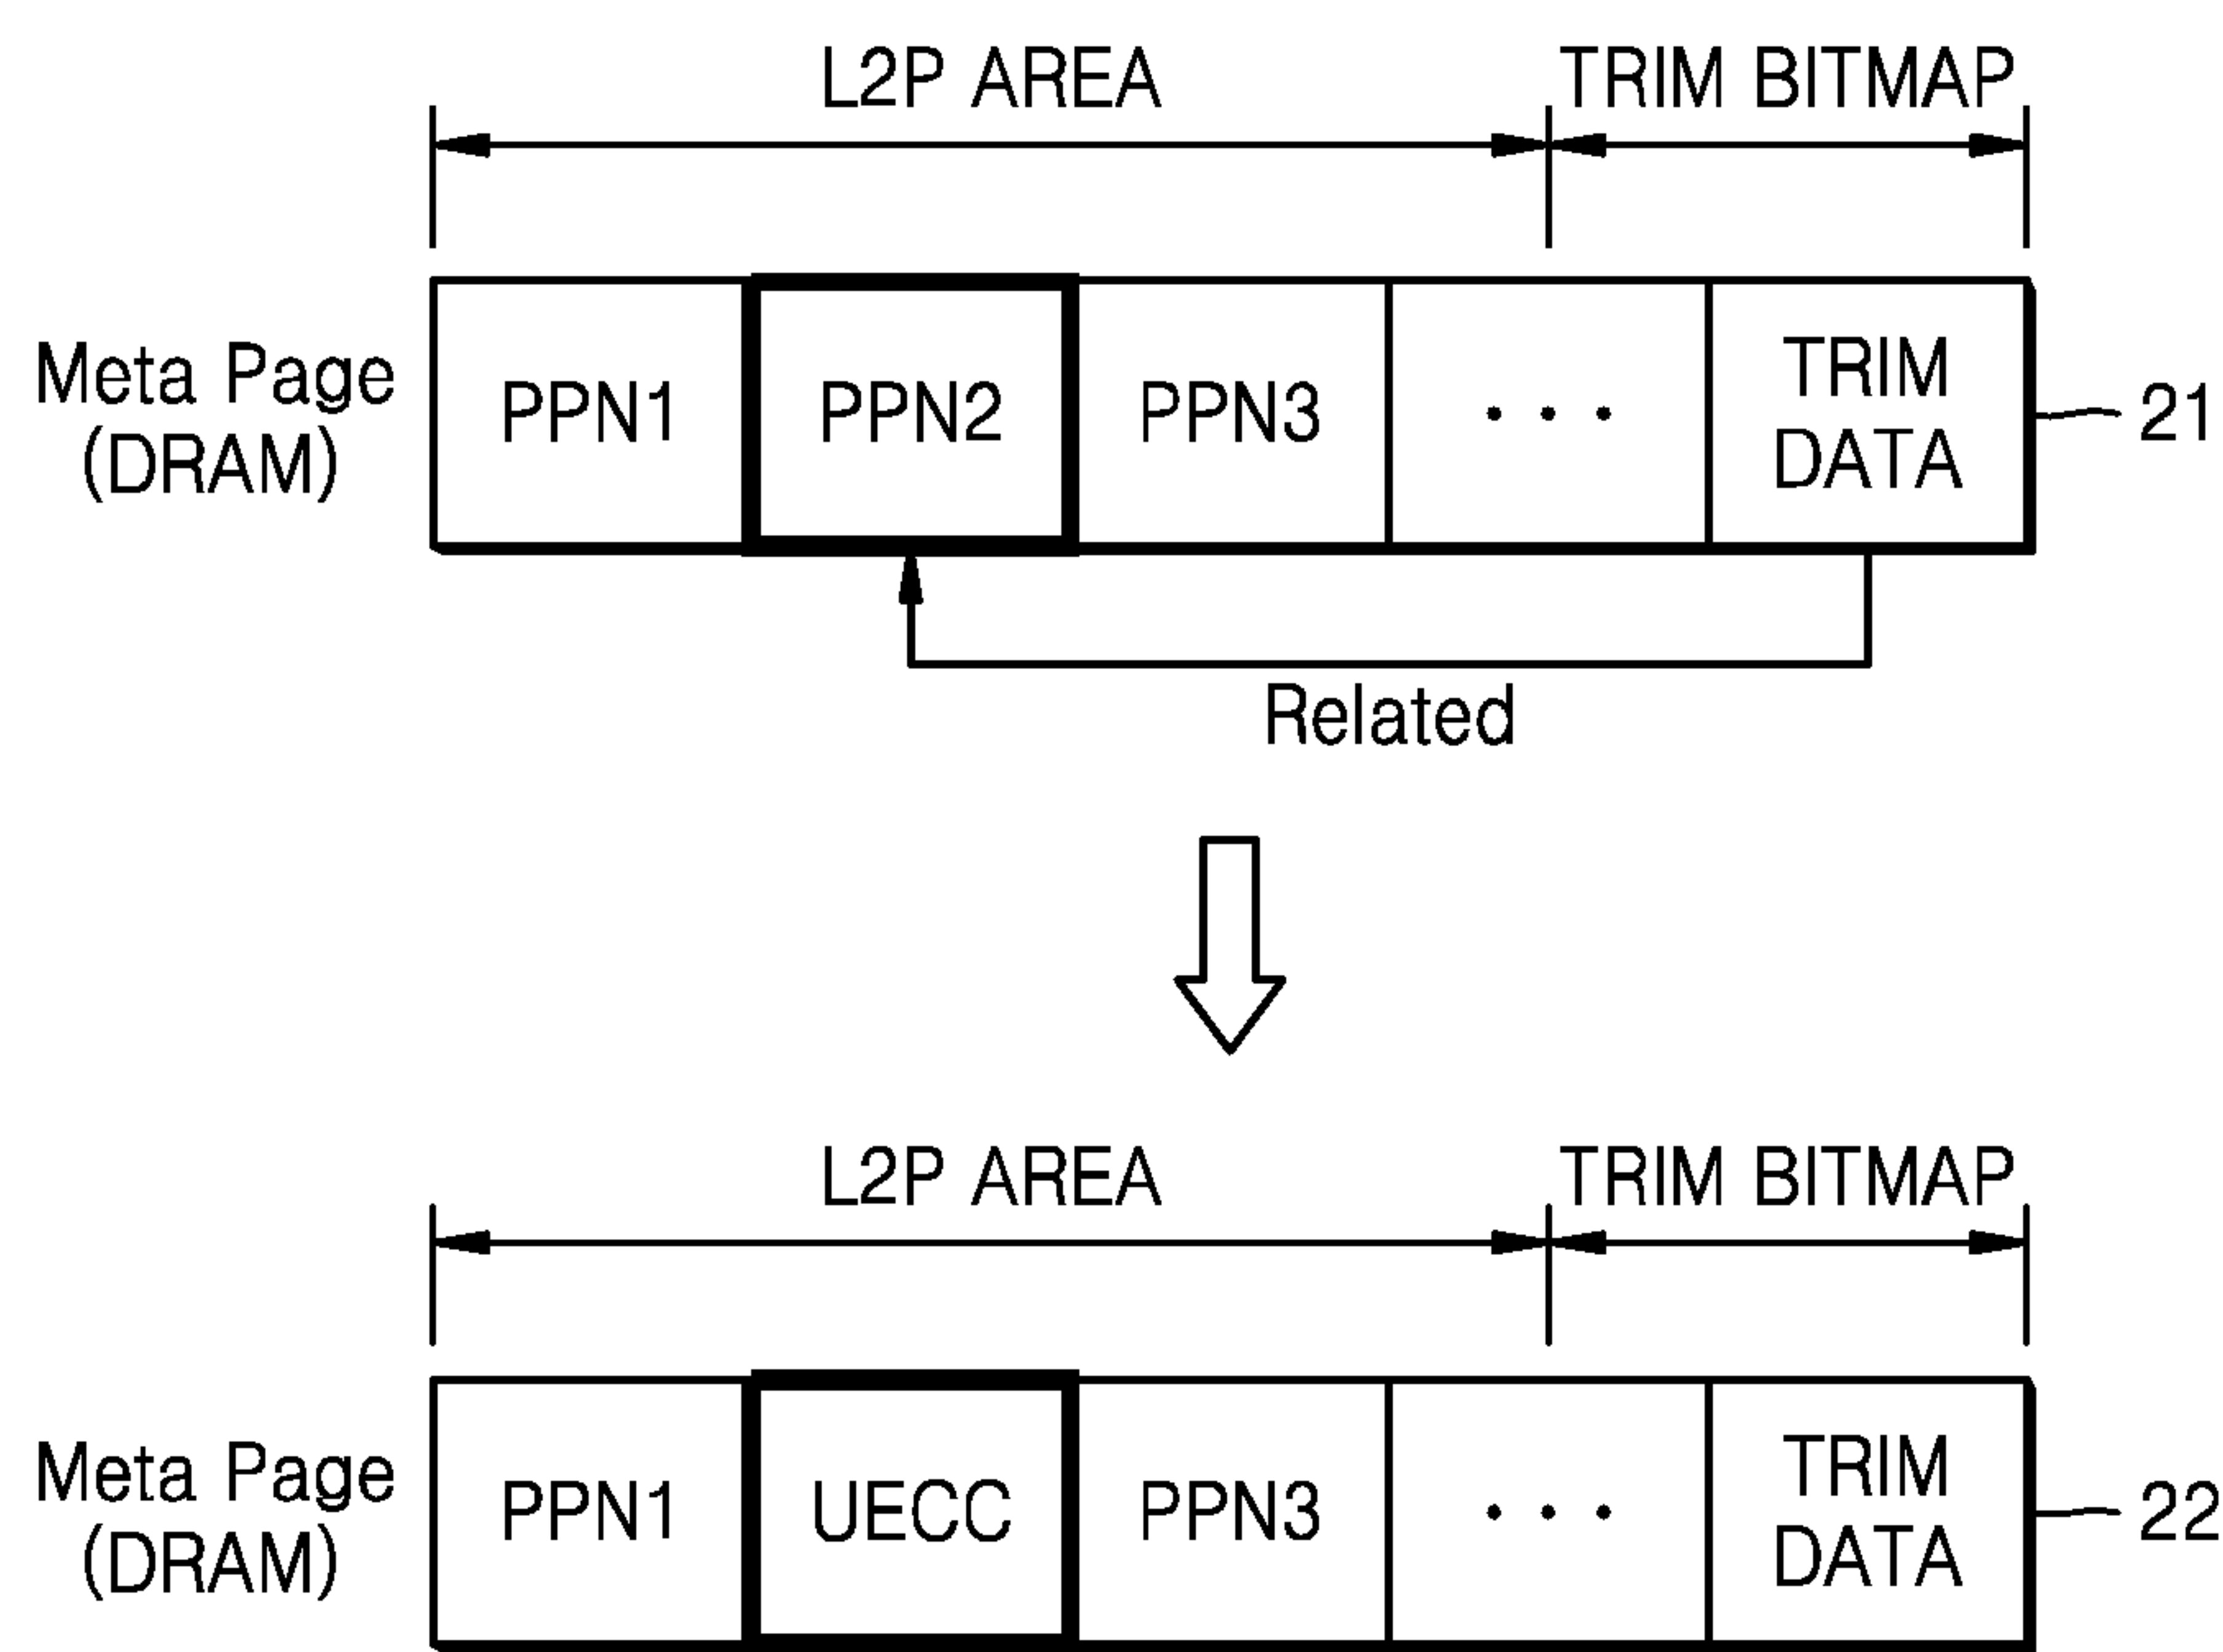 L2P AREA TRIM BITMAP
Meta Page
(DRAM)
PPN1 PPN2 PPN3 ... TRIM
DATA
21
Related
L2P AREA TRIM BITMAP
Meta Page
(DRAM)
PPN1 UECC PPN3 ... TRIM
DATA
22